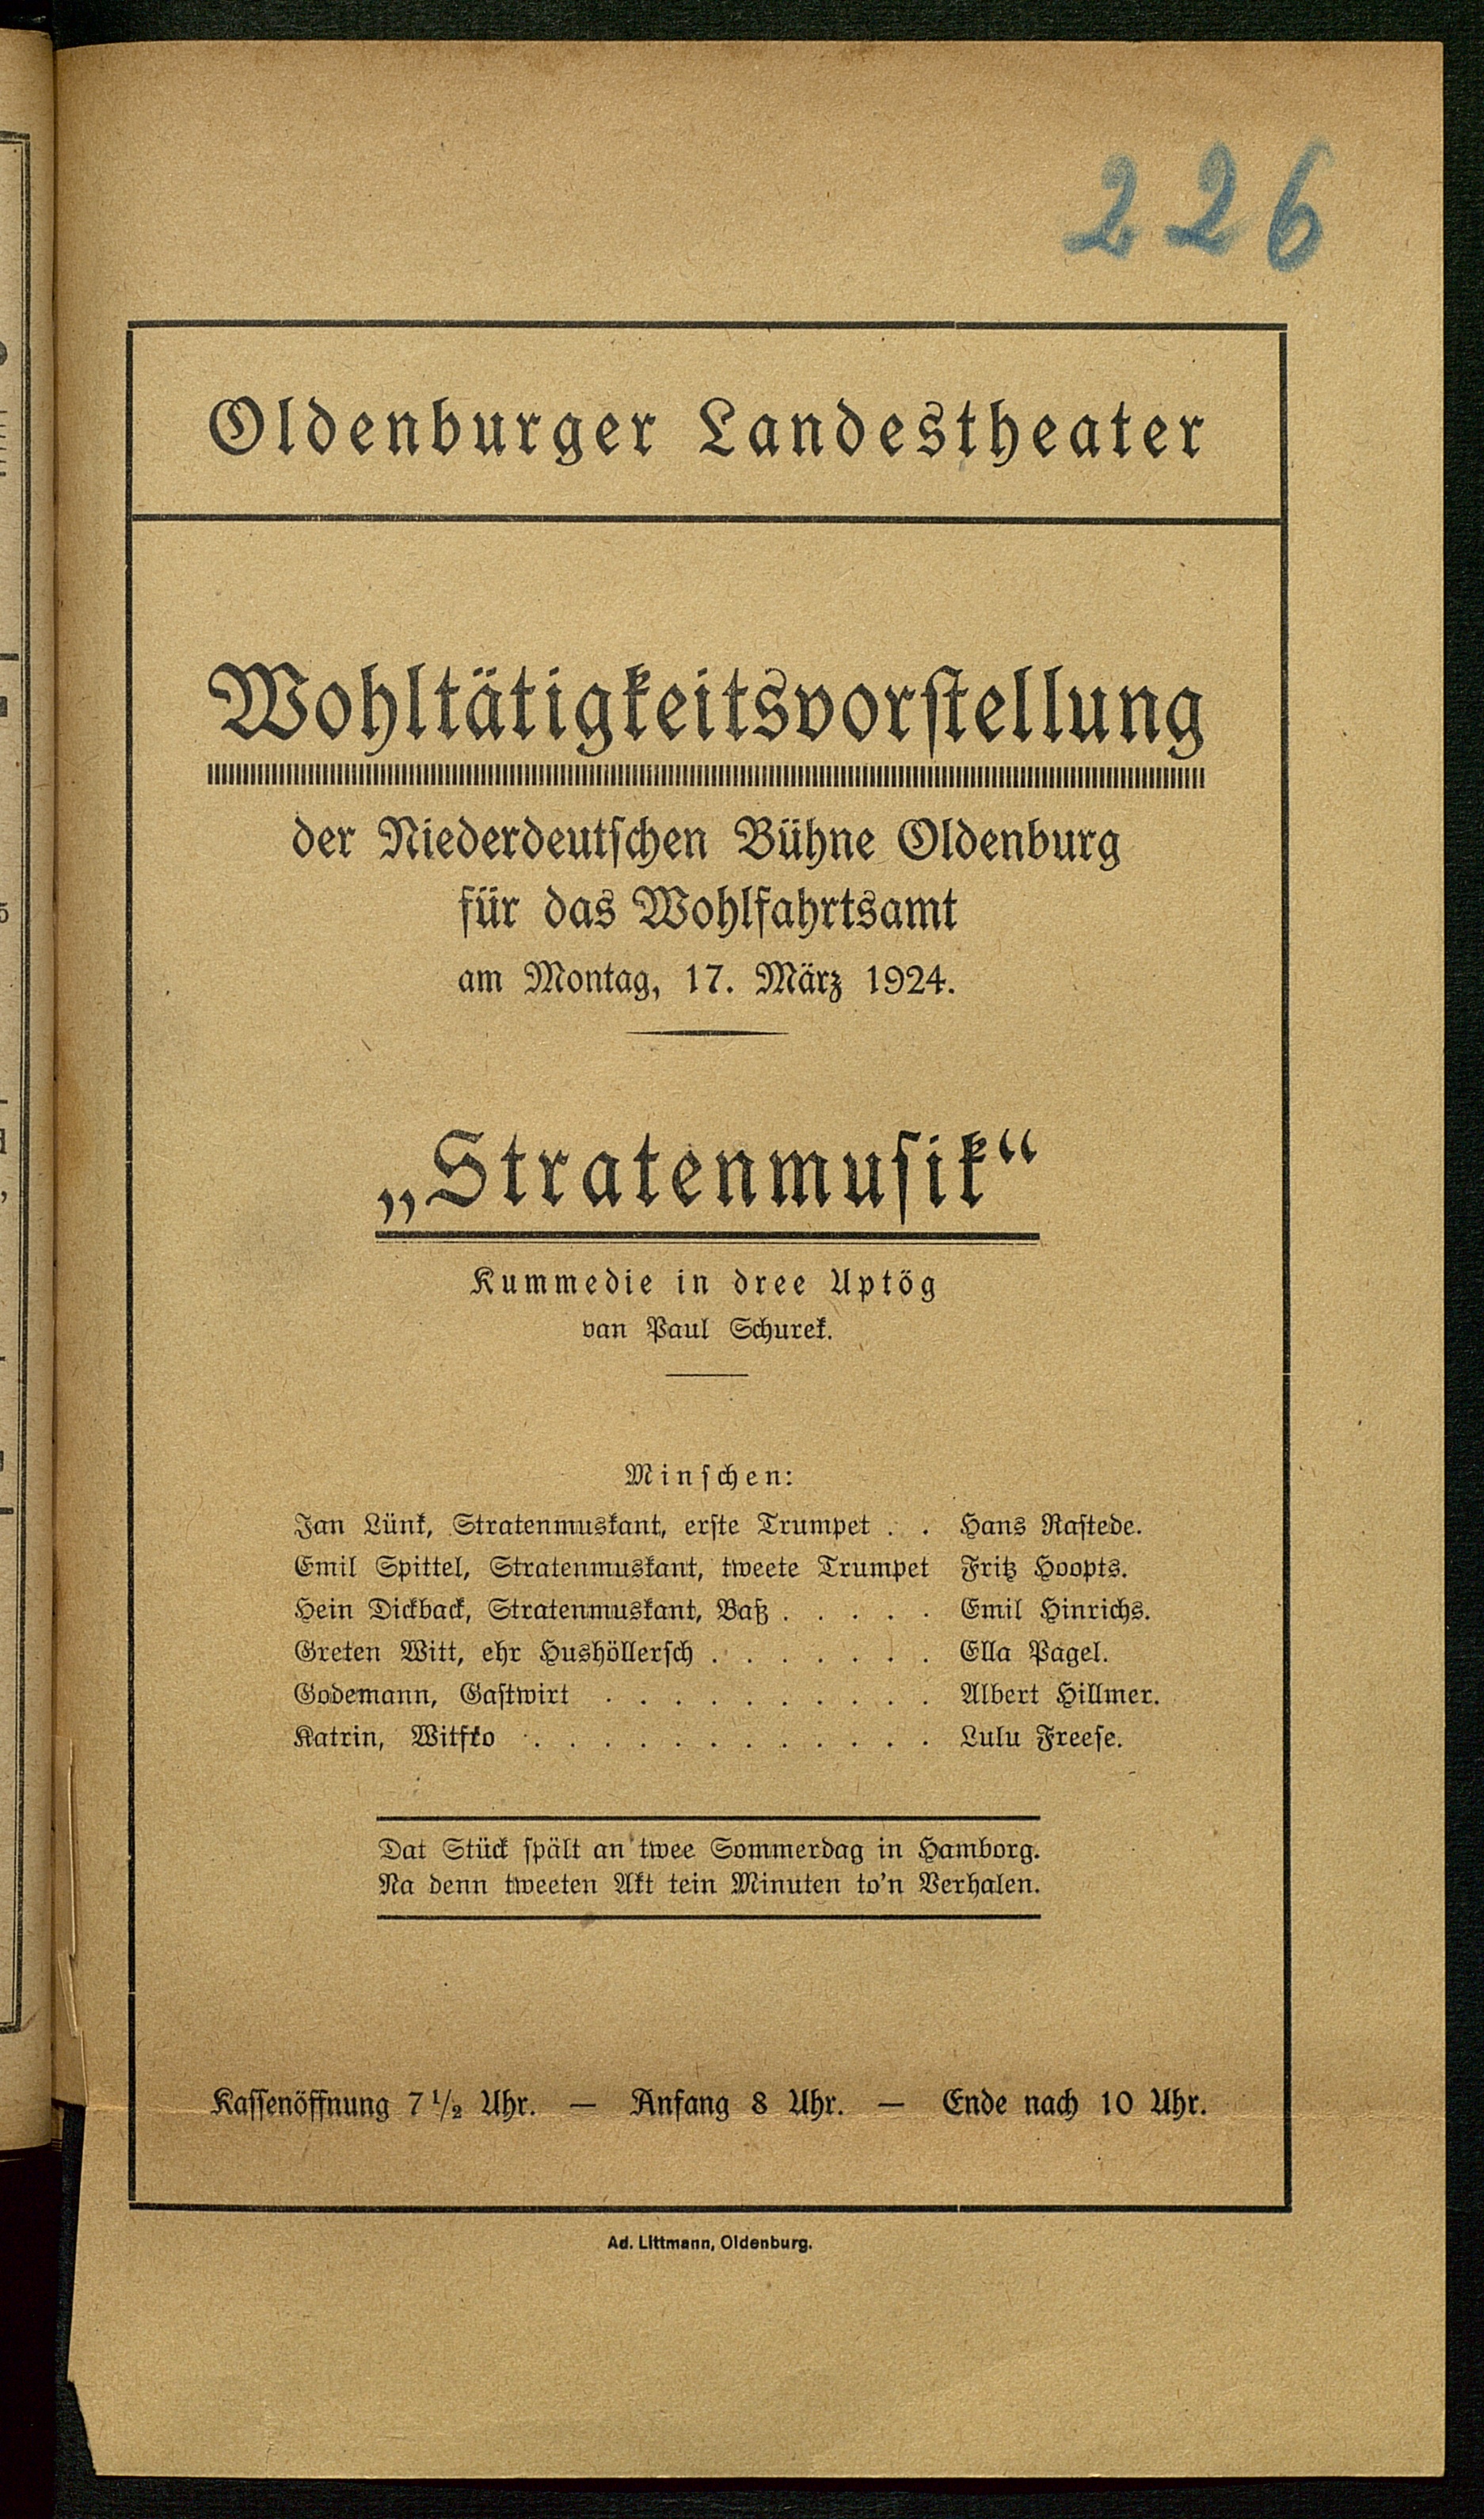 226
Oldenburger Landestheater
Wohltätigkeitsvorstellung
der Niederdeutschen Bühne Oldenburg
für das Wohlfahrtsamt
am Montag, 17. März 1924.
„Stratenmusik“
Kummedie in dree Uptög
van Paul Schurek.
Minschen:
Jan Lünk, Stratenmuskant, erste Trumpet . . Hans Rastede.
Emil Spittel, Stratenmuskant, tweete Trumpet Fritz Hoopts.
Hein Dickback, Stratenmuskant, Baß . . . . . Emil Hinrichs.
Greten Witt, ehr Hushöllersch . . . . . . . . Ella Pagel.
Godemann, Gastwirt . . . . . . . . . . . . Albert Hillmer.
Katrin, Witfko . . . . . . . . . . . . . . . Lulu Freese.
Dat Stück spält an twee Sommerdag in Hamborg.
Na denn tweeten Akt tein Minuten to'n Verhalen.
Kassenöffnung 7 1/2 Uhr. — Anfang 8 Uhr. — Ende nach 10 Uhr.
Ad. Littmann, Oldenburg.